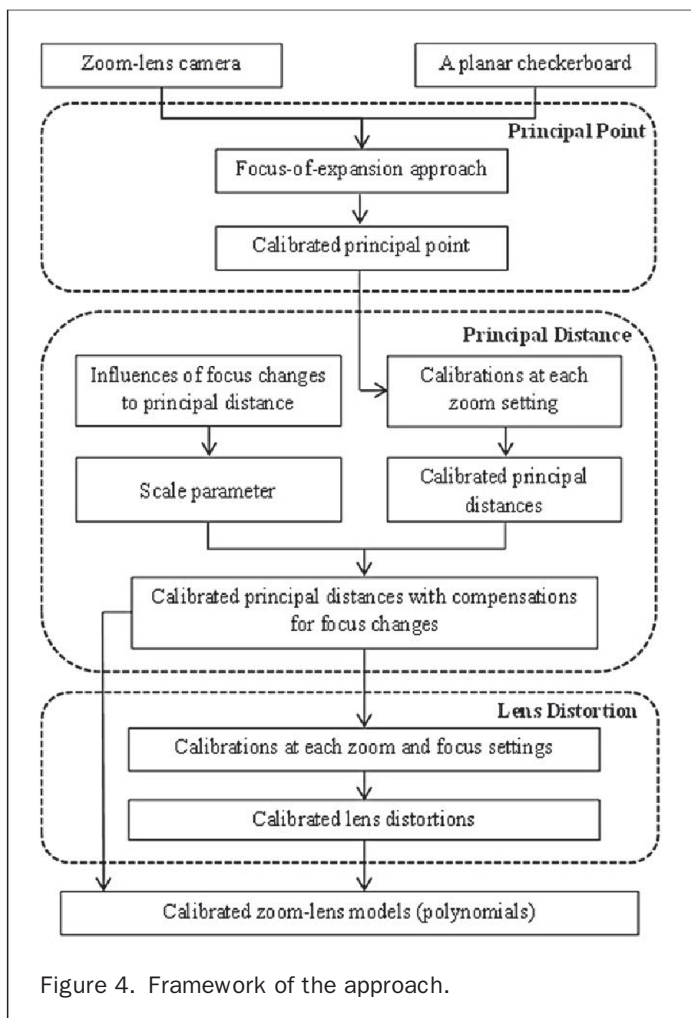 Zoom-lens camera
A planar checkerboard
Principal Point
Focus-of-expansion approach
Calibrated principal point
Principal Distance
Influences of focus changes
to principal distance
Calibrations at each
zoom setting
Scale parameter
Calibrated principal
distances
Calibrated principal distances with compensations
for focus changes
Lens Distortion
Calibrations at each zoom and focus settings
Calibrated lens distortions
Calibrated zoom-lens models (polynomials)
Figure 4. Framework of the approach.